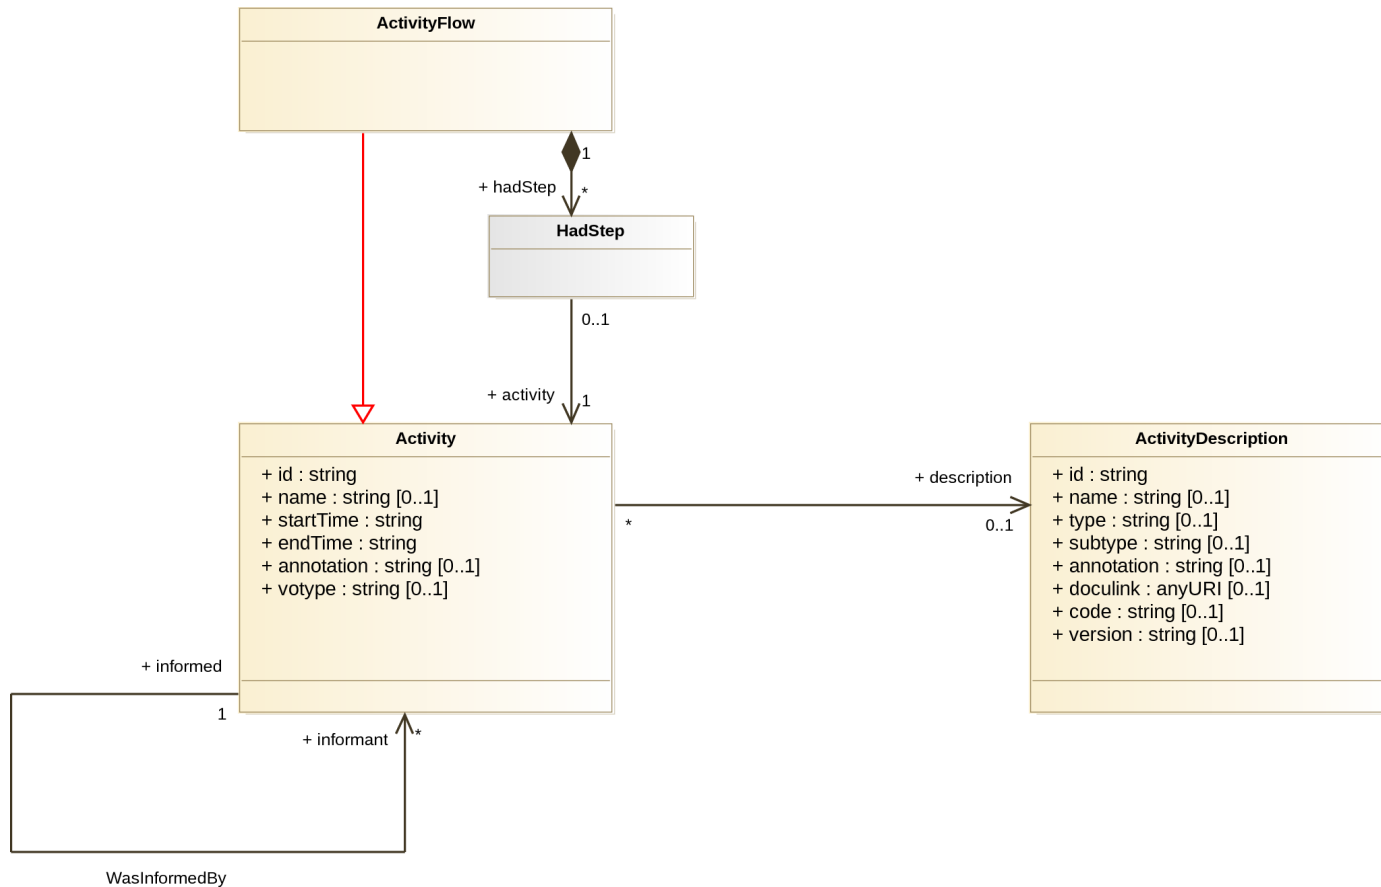 ActivityFlow
1
+ hadStep
*
HadStep
0..1
+ activity
1
Activity
+ id : string
+ name : string [0..1]
+ startTime : string
+ endTime : string
+ annotation : string [0..1]
+ votype : string [0..1]
+ description
*
0..1
ActivityDescription
+ id : string
+ name : string [0..1]
+ type : string [0..1]
+ subtype : string [0..1]
+ annotation : string [0..1]
+ doculink : anyURI [0..1]
+ code : string [0..1]
+ version : string [0..1]
+ informed
1
+ informant
*
WasInformedBy